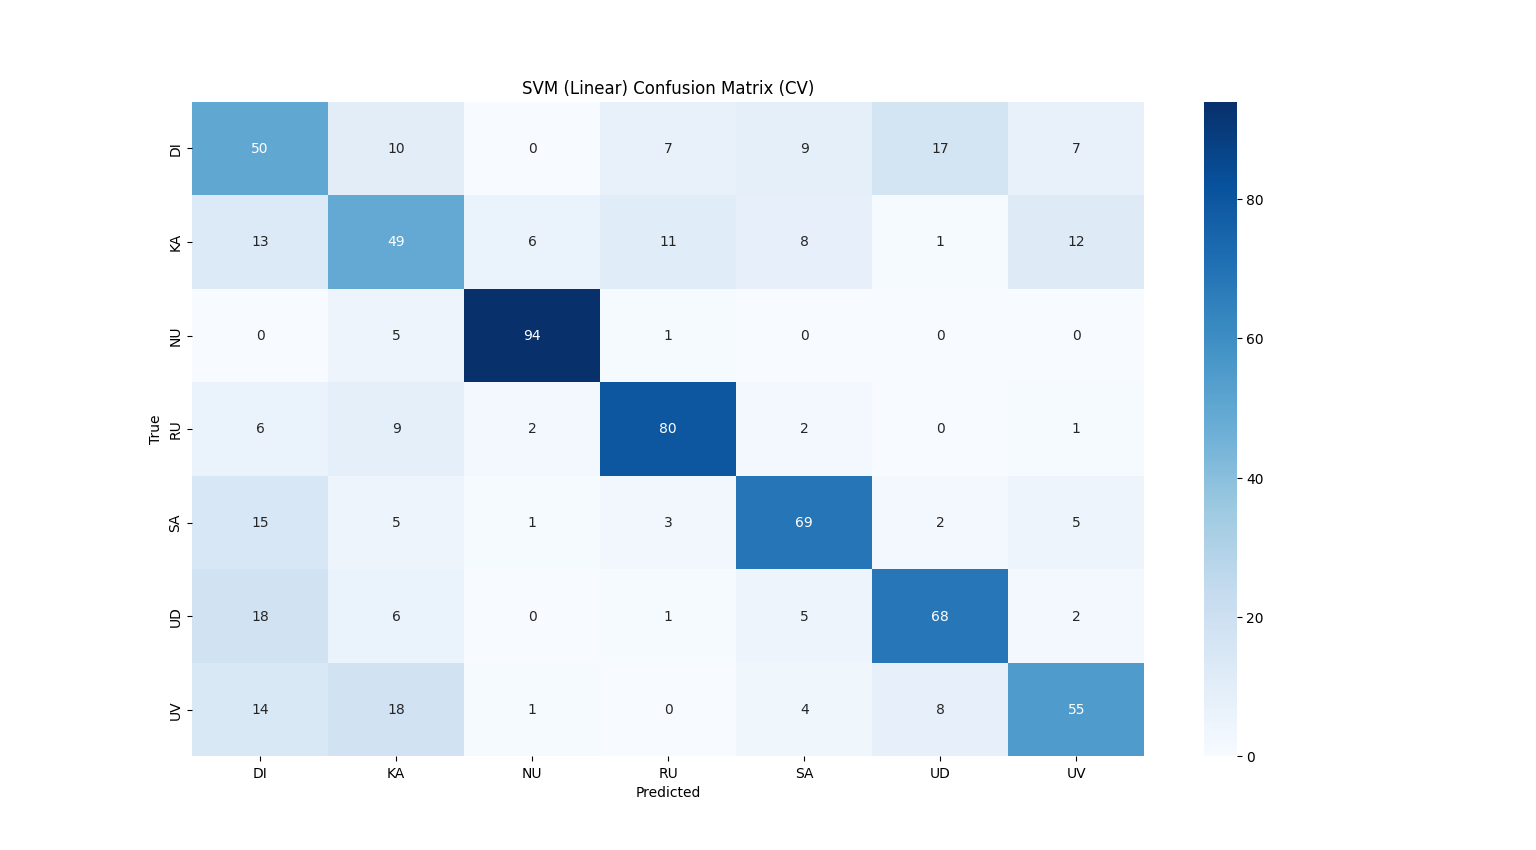 SVM (Linear) Confusion Matrix (CV)
DI 50 10 0 7 9 17 7
KA 13 49 6 11 8 1 12
NU 0 5 94 1 0 0 0
RU 6 9 2 80 2 0 1
SA 15 5 1 3 69 2 5
UD 18 6 0 1 5 68 2
UV 14 18 1 0 4 8 55
DI KA NU RU SA UD UV
Predicted
True
80
60
40
20
0